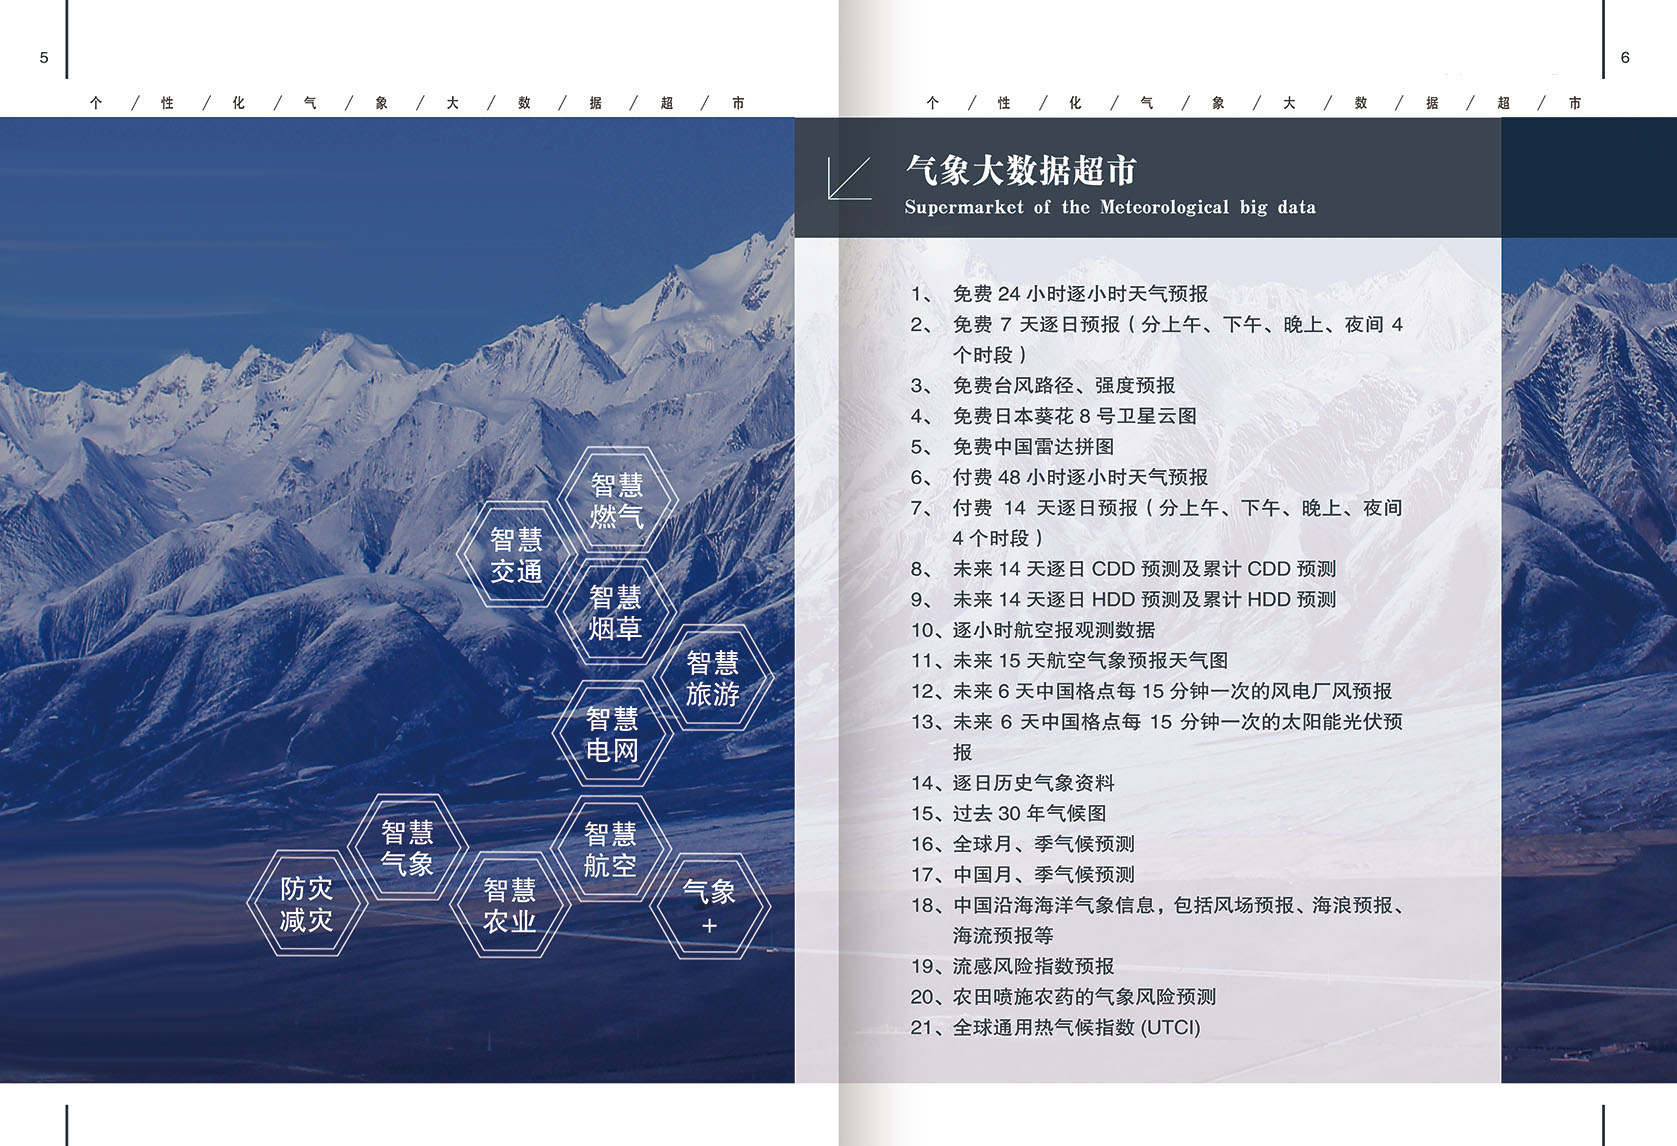 5
个 / 性 / 化 / 气 / 象 / 大 / 数 / 据 / 超 / 市
智慧
燃气
智慧
交通
智慧
烟草
智慧
旅游
智慧
电网
智慧
气象
智慧
航空
防灾
减灾
智慧
农业
气象
+
6
个 / 性 / 化 / 气 / 象 / 大 / 数 / 据 / 超 / 市
气象大数据超市
Supermarket of the Meteorological big data
1、 免费 24 小时逐小时天气预报
2、 免费 7 天逐日预报（分上午、下午、晚上、夜间 4
个时段）
3、 免费台风路径、强度预报
4、 免费日本葵花 8 号卫星云图
5、 免费中国雷达拼图
6、 付费 48 小时逐小时天气预报
7、 付费 14 天逐日预报（分上午、下午、晚上、夜间
4 个时段）
8、 未来 14 天逐日 CDD 预测及累计 CDD 预测
9、 未来 14 天逐日 HDD 预测及累计 HDD 预测
10、逐小时航空报观测数据
11、未来 15 天航空气象预报天气图
12、未来 6 天中国格点每 15 分钟一次的风电厂风预报
13、未来 6 天中国格点每 15 分钟一次的太阳能光伏预
报
14、逐日历史气象资料
15、过去 30 年气候图
16、全球月、季气候预测
17、中国月、季气候预测
18、中国沿海海洋气象信息，包括风场预报、海浪预报、
海流预报等
19、流感风险指数预报
20、农田喷施农药的气象风险预测
21、全球通用热气候指数 (UTCI)